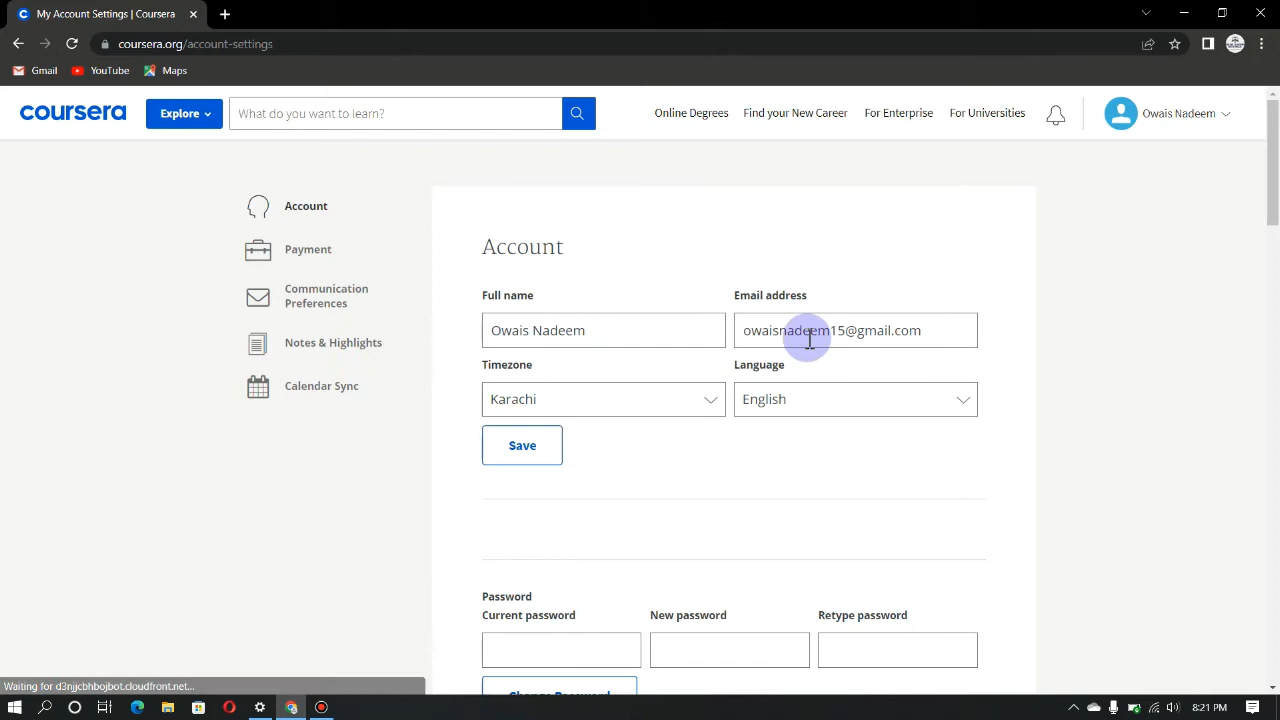 My Account Settings | Coursera
coursera.org/account-settings
Gmail YouTube Maps
coursera Explore What do you want to learn? Online Degrees Find your New Career For Enterprise For Universities Owais Nadeem
Account
Payment
Communication
Preferences
Notes & Highlights
Calendar Sync
Account
Full name Email address
Owais Nadeem owaisnadeem15@gmail.com
Timezone Language
Karachi English
Save
Password
Current password New password Retype password
Change Password
Waiting for d3njjcbhbojbot.cloudfront.net...
8:21 PM